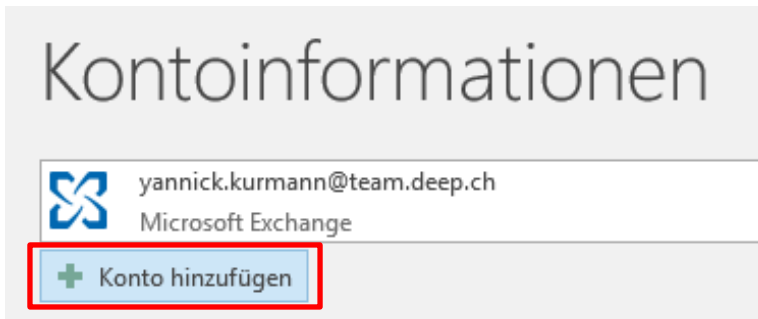 Kontoinformationen
yannick.kurmann@team.deep.ch
Microsoft Exchange
Konto hinzufügen